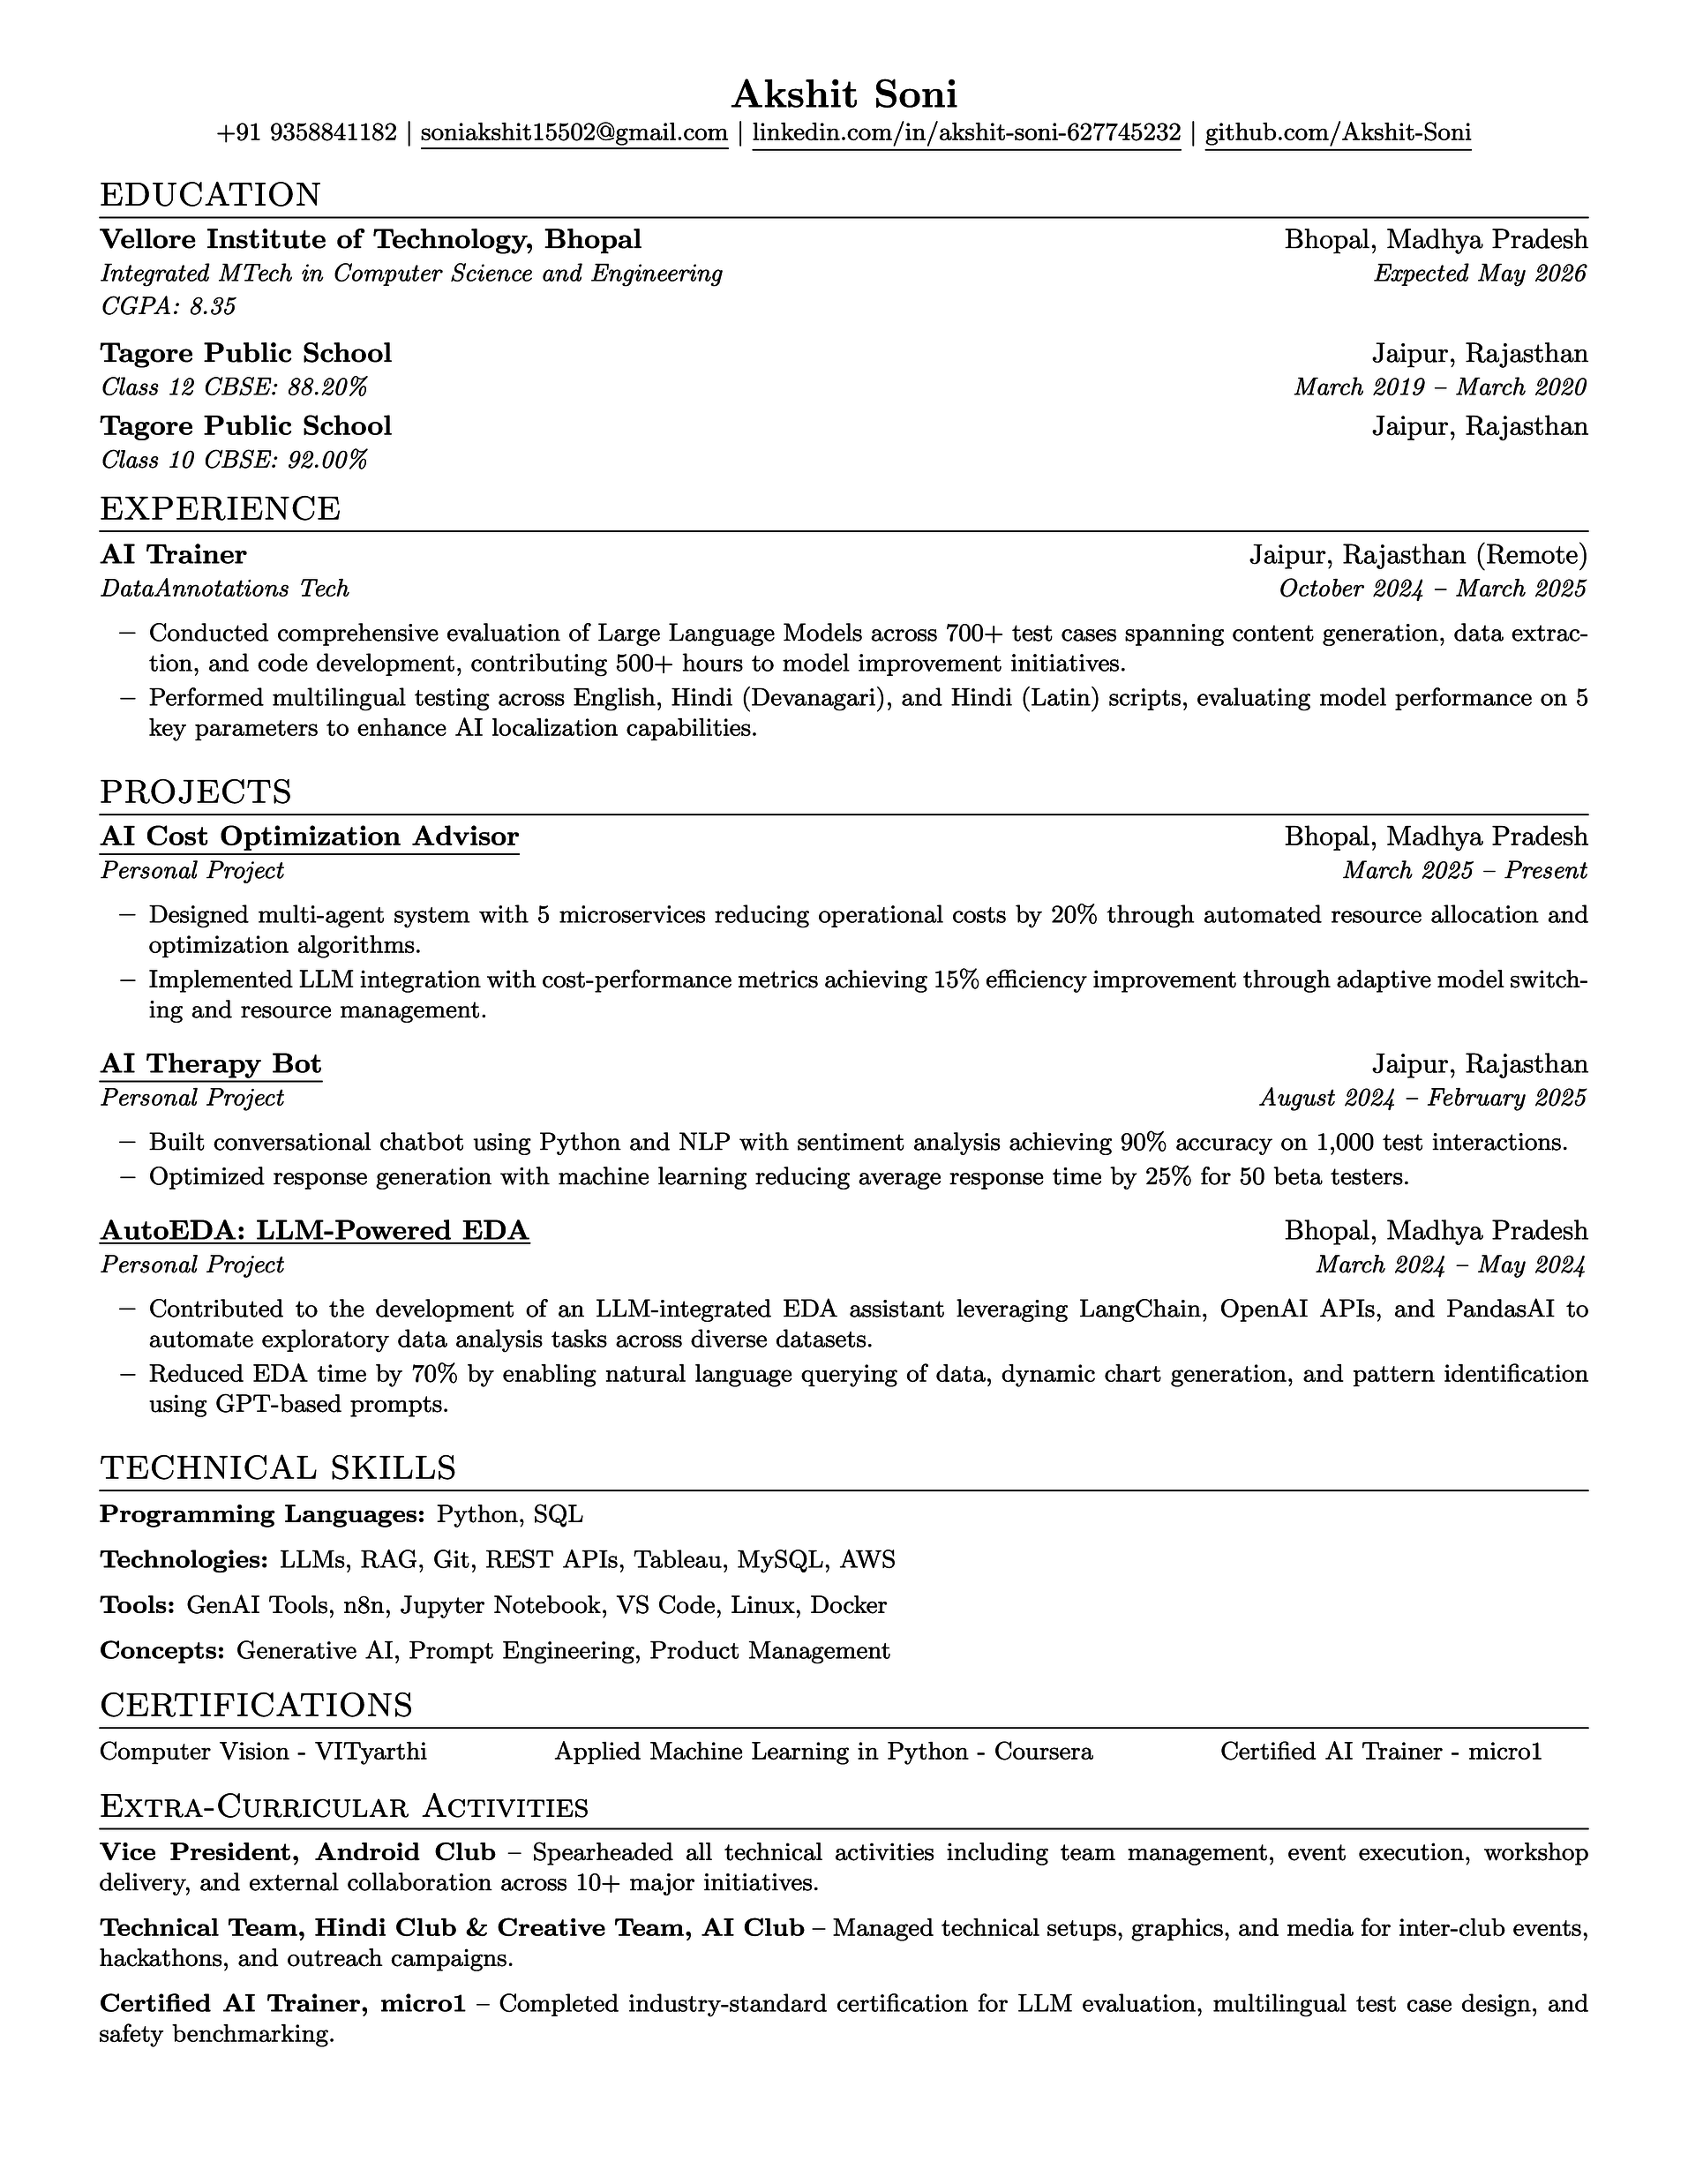 Akshit Soni
+91 9358841182 | soniakshit15502@gmail.com | linkedin.com/in/akshit-soni-627745232 | github.com/Akshit-Soni
EDUCATION
Vellore Institute of Technology, Bhopal Bhopal, Madhya Pradesh
Integrated MTech in Computer Science and Engineering Expected May 2026
CGPA: 8.35
Tagore Public School Jaipur, Rajasthan
Class 12 CBSE: 88.20% March 2019 – March 2020
Tagore Public School Jaipur, Rajasthan
Class 10 CBSE: 92.00%
EXPERIENCE
AI Trainer Jaipur, Rajasthan (Remote)
DataAnnotations Tech October 2024 – March 2025
– Conducted comprehensive evaluation of Large Language Models across 700+ test cases spanning content generation, data extrac-
tion, and code development, contributing 500+ hours to model improvement initiatives.
– Performed multilingual testing across English, Hindi (Devanagari), and Hindi (Latin) scripts, evaluating model performance on 5
key parameters to enhance AI localization capabilities.
PROJECTS
AI Cost Optimization Advisor Bhopal, Madhya Pradesh
Personal Project March 2025 – Present
– Designed multi-agent system with 5 microservices reducing operational costs by 20% through automated resource allocation and
optimization algorithms.
– Implemented LLM integration with cost-performance metrics achieving 15% efficiency improvement through adaptive model switch-
ing and resource management.
AI Therapy Bot Jaipur, Rajasthan
Personal Project August 2024 – February 2025
– Built conversational chatbot using Python and NLP with sentiment analysis achieving 90% accuracy on 1,000 test interactions.
– Optimized response generation with machine learning reducing average response time by 25% for 50 beta testers.
AutoEDA: LLM-Powered EDA Bhopal, Madhya Pradesh
Personal Project March 2024 – May 2024
– Contributed to the development of an LLM-integrated EDA assistant leveraging LangChain, OpenAI APIs, and PandasAI to
automate exploratory data analysis tasks across diverse datasets.
– Reduced EDA time by 70% by enabling natural language querying of data, dynamic chart generation, and pattern identification
using GPT-based prompts.
TECHNICAL SKILLS
Programming Languages: Python, SQL
Technologies: LLMs, RAG, Git, REST APIs, Tableau, MySQL, AWS
Tools: GenAI Tools, n8n, Jupyter Notebook, VS Code, Linux, Docker
Concepts: Generative AI, Prompt Engineering, Product Management
CERTIFICATIONS
Computer Vision - VITyarthi Applied Machine Learning in Python - Coursera Certified AI Trainer - micro1
Extra-Curricular Activities
Vice President, Android Club – Spearheaded all technical activities including team management, event execution, workshop
delivery, and external collaboration across 10+ major initiatives.
Technical Team, Hindi Club & Creative Team, AI Club – Managed technical setups, graphics, and media for inter-club events,
hackathons, and outreach campaigns.
Certified AI Trainer, micro1 – Completed industry-standard certification for LLM evaluation, multilingual test case design, and
safety benchmarking.